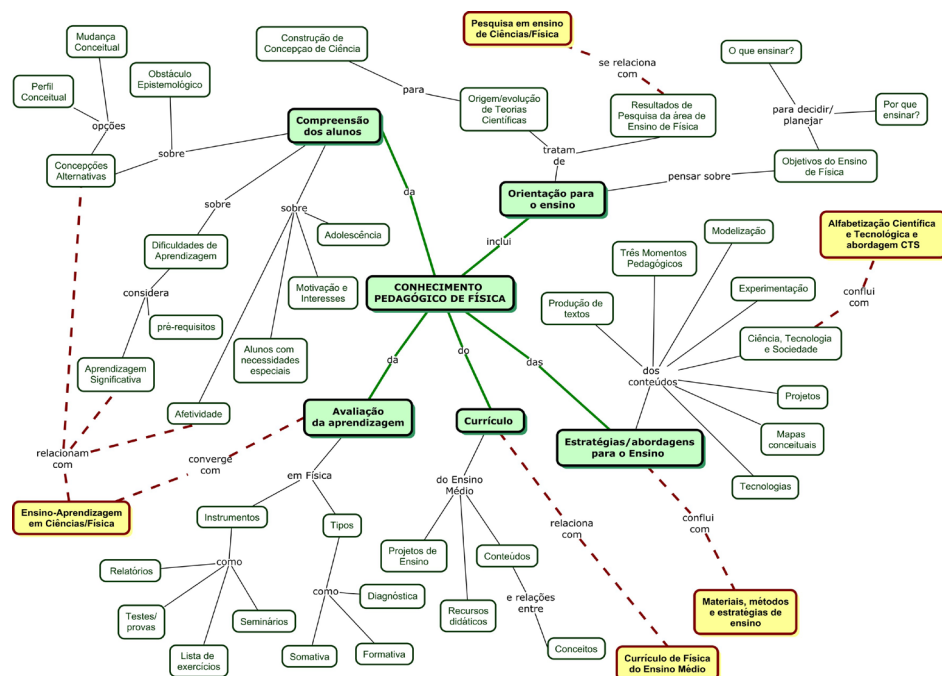 Mudança
Conceitual
Construção de
Concepçao de Ciência
Pesquisa em ensino
de Ciências/Física
O que ensinar?
Perfil
Conceitual
Obstáculo
Epistemológico
se relaciona
com
para
opções
Compreensão
dos alunos
Origem/evolução
de Teorias
Científicas
Resultados de
Pesquisa da área de
Ensino de Física
para decidir/
planejar
Por que
ensinar?
sobre
Concepções
Alternativas
tratam
de
pensar sobre
Objetivos do Ensino
de Física
da
Orientação para
o ensino
sobre
sobre
Adolescência
inclui
Dificuldades de
Aprendizagem
Modelização
Alfabetização Científica
e Tecnológica e
abordagem CTS
Três Momentos
Pedagógicos
considera
Motivação e
Interesses
CONHECIMENTO
PEDAGÓGICO DE FÍSICA
Produção de
textos
Experimentação
conflui
com
pré-requisitos
Alunos com
necessidades
especiais
da
do
das
Ciência, Tecnologia
e Sociedade
Aprendizagem
Significativa
dos
conteúdos
Projetos
Afetividade
Avaliação
da aprendizagem
Currículo
Estratégias/abordagens
para o Ensino
Mapas
conceituais
relacionam
com
converge
com
em Física
do Ensino
Médio
Tecnologias
Ensino-Aprendizagem
em Ciências/Física
Instrumentos
Tipos
relaciona
com
conflui
com
Projetos de
Ensino
Conteúdos
Relatórios
como
como
Diagnóstica
e relações
entre
Testes/
provas
Seminários
Recursos
didáticos
Materiais, métodos
e estratégias de
ensino
Lista de
exercícios
Somativa
Formativa
Conceitos
Currículo de Física
do Ensino Médio